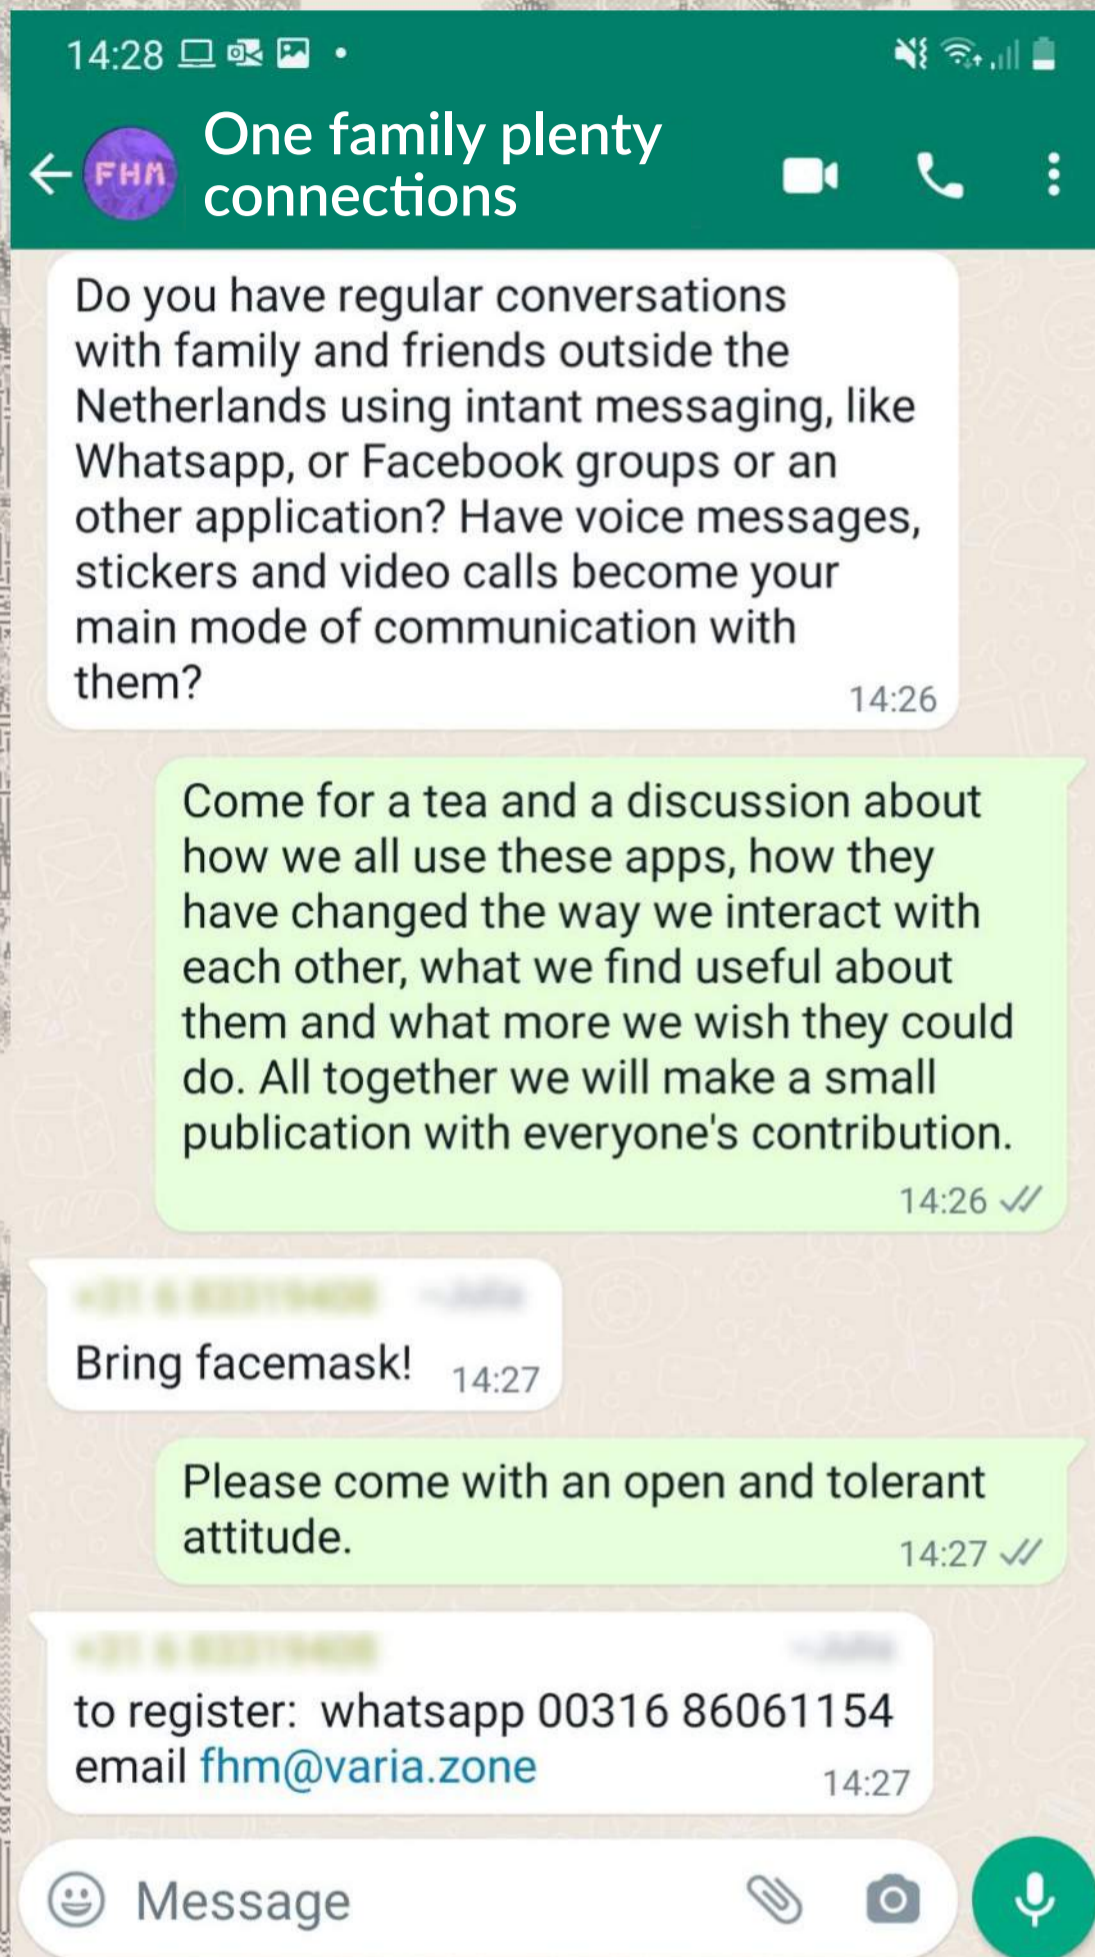 14:28
FHM
One family plenty
connections
Do you have regular conversations
with family and friends outside the
Netherlands using intant messaging, like
Whatsapp, or Facebook groups or an
other application? Have voice messages,
stickers and video calls become your
main mode of communication with
them?
14:26
Come for a tea and a discussion about
how we all use these apps, how they
have changed the way we interact with
each other, what we find useful about
them and what more we wish they could
do. All together we will make a small
publication with everyone's contribution.
14:26
Bring facemask! 14:27
Please come with an open and tolerant
attitude.
14:27
to register: whatsapp 00316 86061154
email fhm@varia.zone
14:27
Message